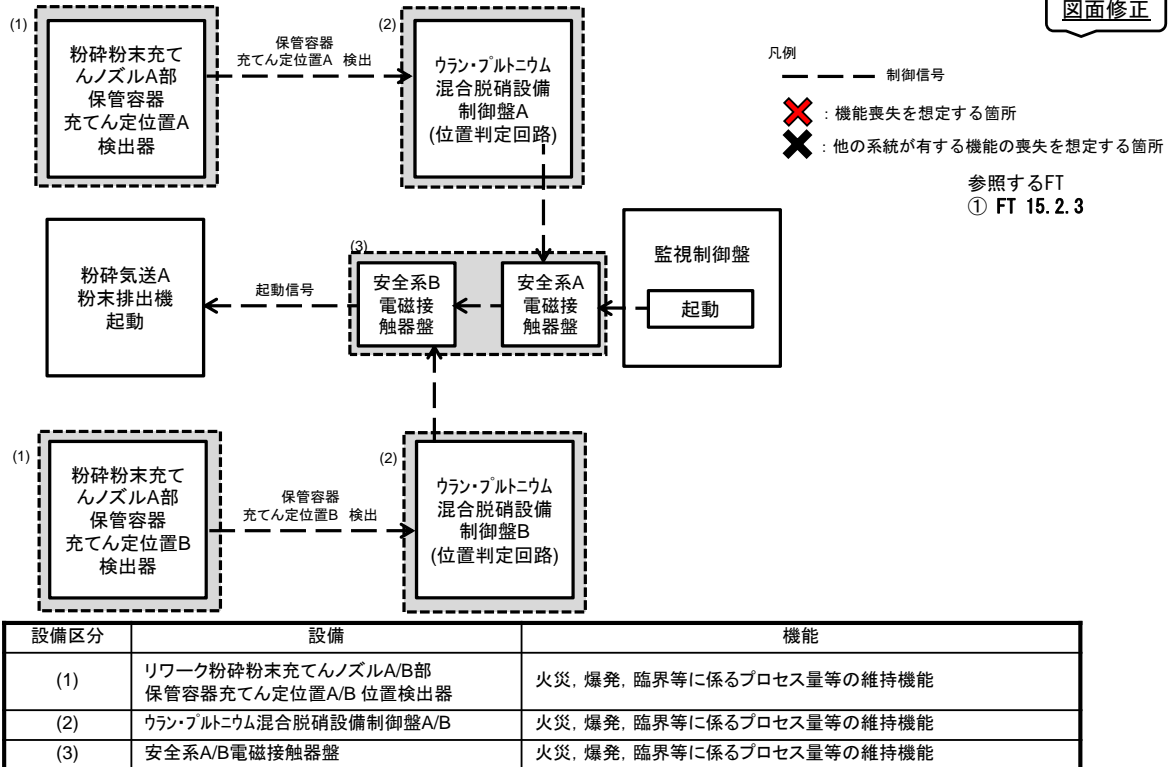 図面修正
(1)
粉砕粉末充て
んノズルA部
保管容器
充てん定位置A
検出器
保管容器
充てん定位置A 検出
(2)
ウラン・プルトニウム
混合脱硝設備
制御盤A
(位置判定回路)
凡例
制御信号
:機能喪失を想定する箇所
:他の系統が有する機能の喪失を想定する箇所
参照するFT
① FT 15.2.3
粉砕気送A
粉末排出機
起動
起動信号
(3)
安全系B
電磁接
触器盤
安全系A
電磁接
触器盤
監視制御盤
起動
(1)
粉砕粉末充て
んノズルA部
保管容器
充てん定位置B
検出器
保管容器
充てん定位置B 検出
(2)
ウラン・プルトニウム
混合脱硝設備
制御盤B
(位置判定回路)
設備区分 設備 機能
(1) リワーク粉砕粉末充てんノズルA/B部
保管容器充てん定位置A/B 位置検出器 火災, 爆発, 臨界等に係るプロセス量等の維持機能
(2) ウラン・プルトニウム混合脱硝設備制御盤A/B 火災, 爆発, 臨界等に係るプロセス量等の維持機能
(3) 安全系A/B電磁接触器盤 火災, 爆発, 臨界等に係るプロセス量等の維持機能